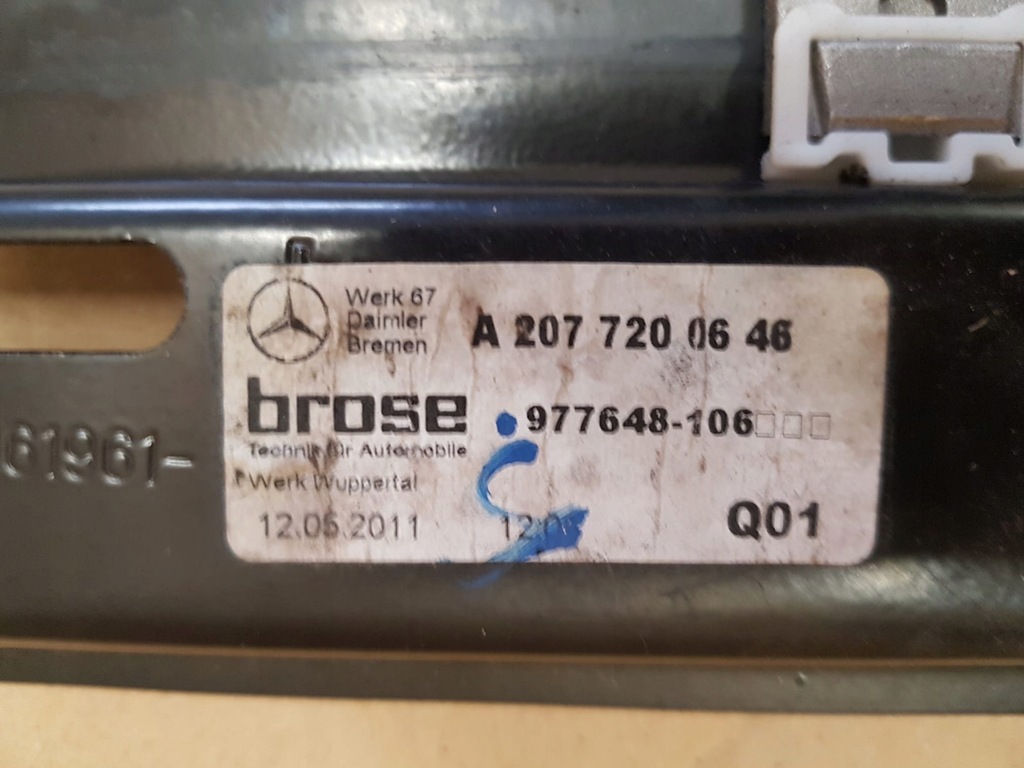 Werk 67
Daimler
Bremen
A 207 720 06 46
brose
977648-106□□□
Technik für Automobile
Werk Wuppertal
12.05.2011
Q01
61961-